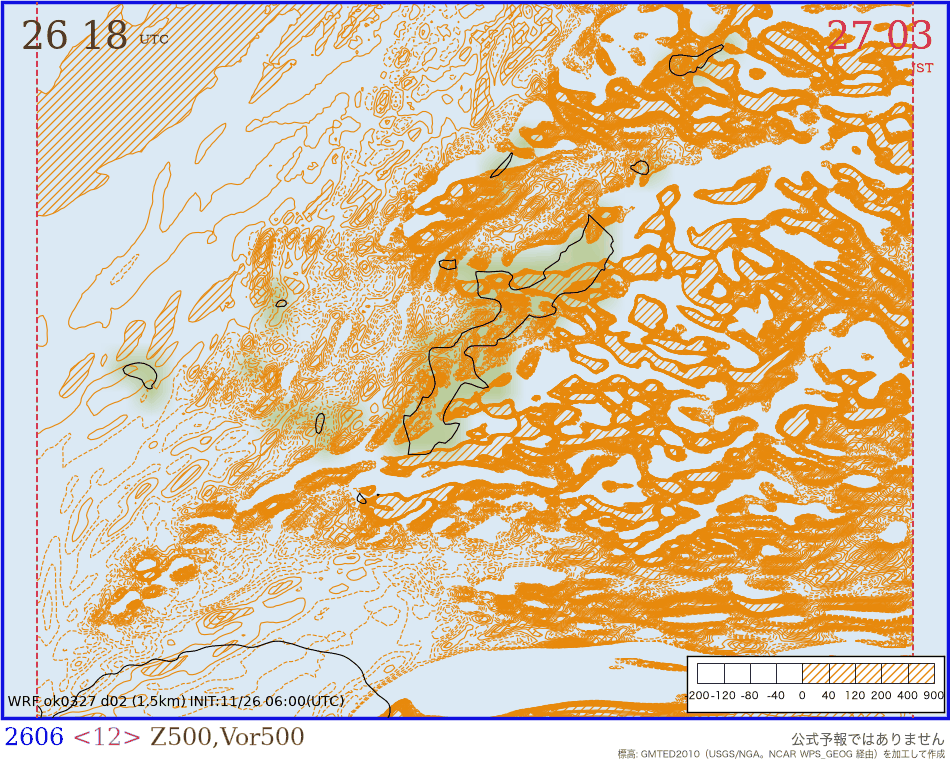 26 18 UTC
27 03
JST
WRF ok0327 d02 (1.5km) INIT:11/26 06:00(UTC)
-200 -120 -80 -40 0 40 120 200 400 900
2606 <12> Z500,Vor500
公式予報ではありません
標高: GMTED2010（USGS/NGA。NCAR WPS_GEOG 経由）を加工して作成